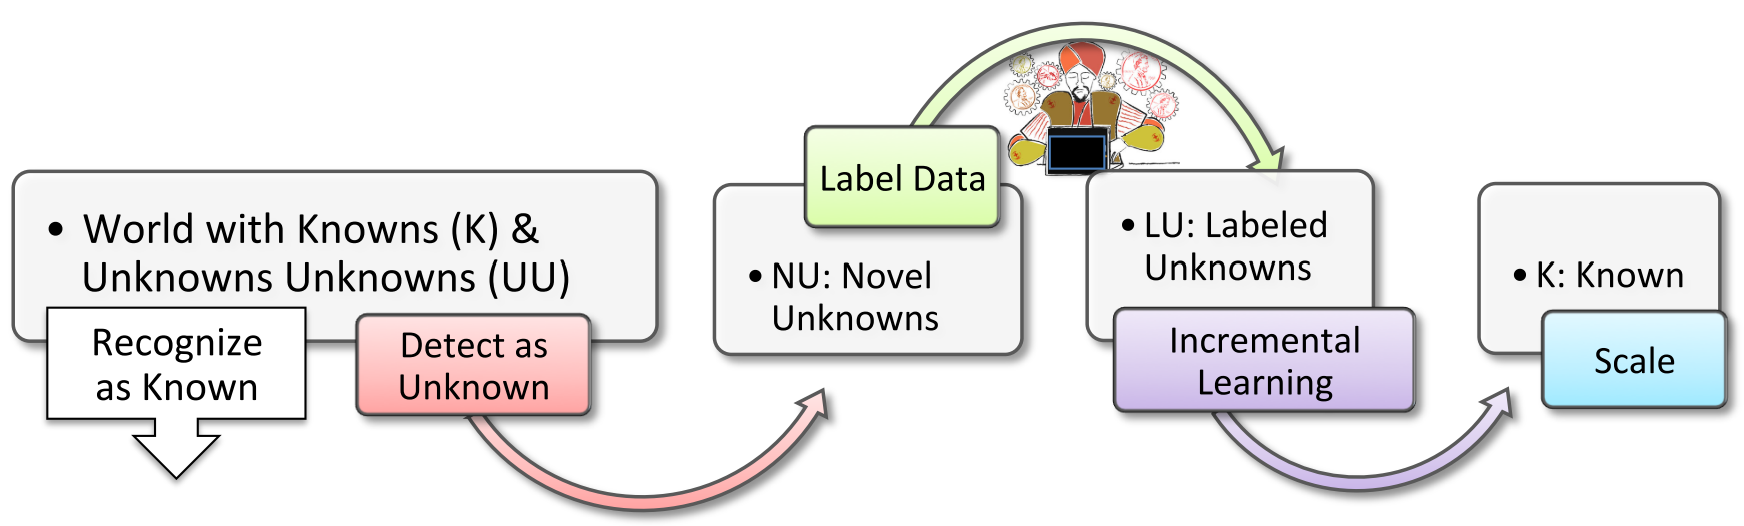 • World with Knowns (K) &
Unknowns Unknowns (UU)
Recognize
as Known
Detect as
Unknown
Label Data
• NU: Novel
Unknowns
• LU: Labeled
Unknowns
Incremental
Learning
• K: Known
Scale